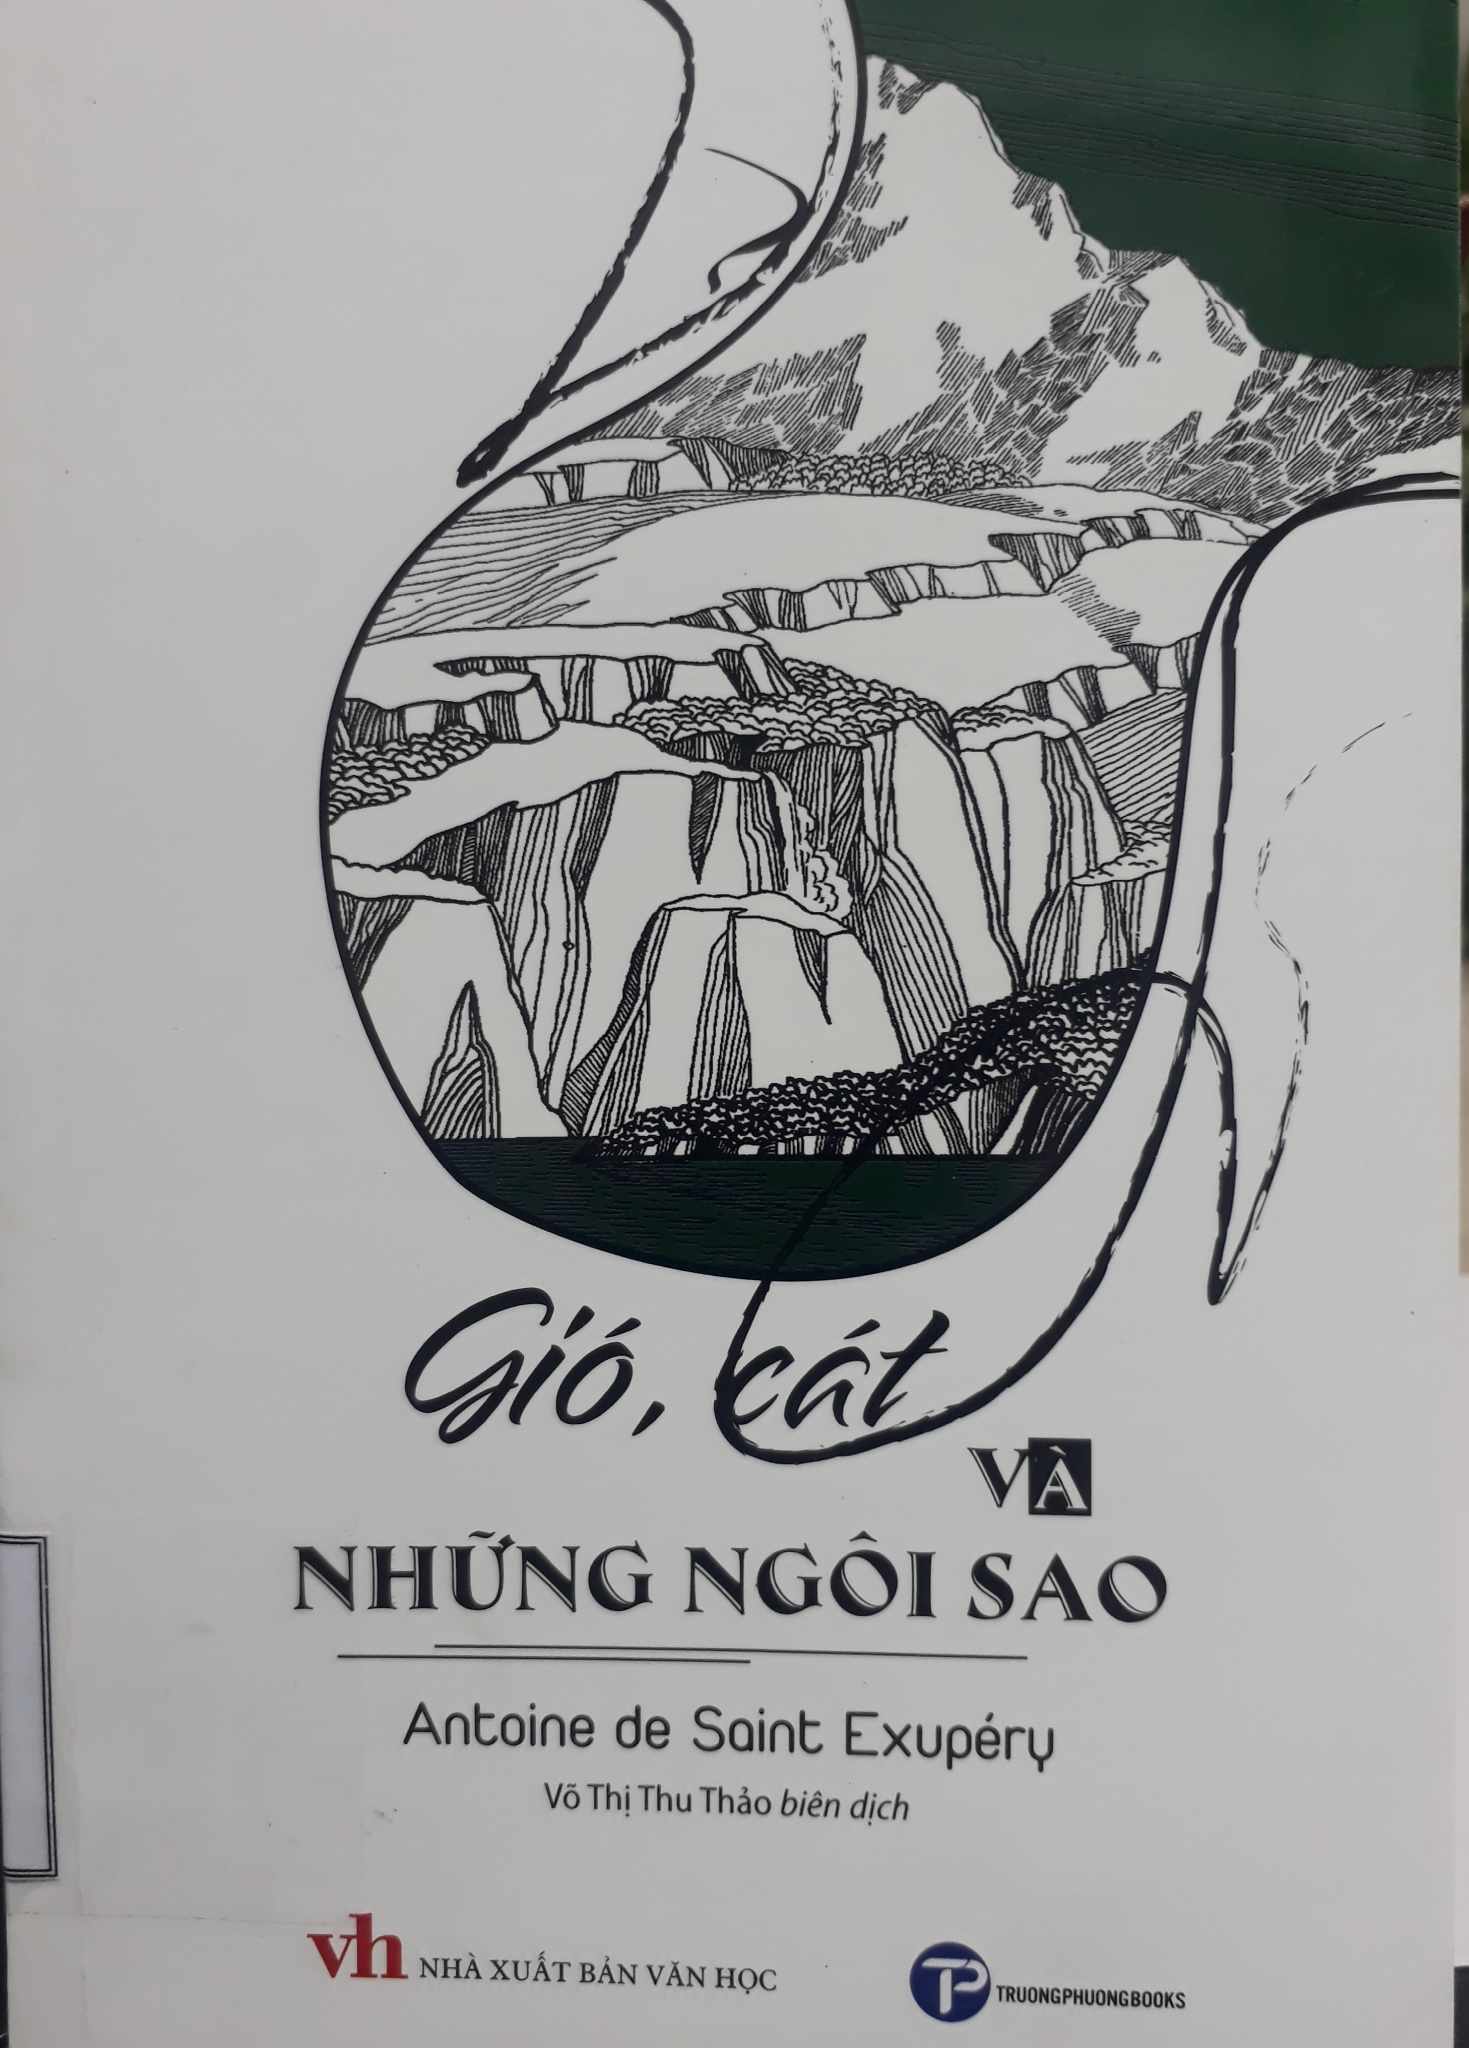 Gió, cát
VÀ
NHỮNG NGÔI SAO
Antoine de Saint Exupéry
Võ Thị Thu Thảo biên dịch
vh NHÀ XUẤT BẢN VĂN HỌC
TP TRUONGPHUONGBOOKS